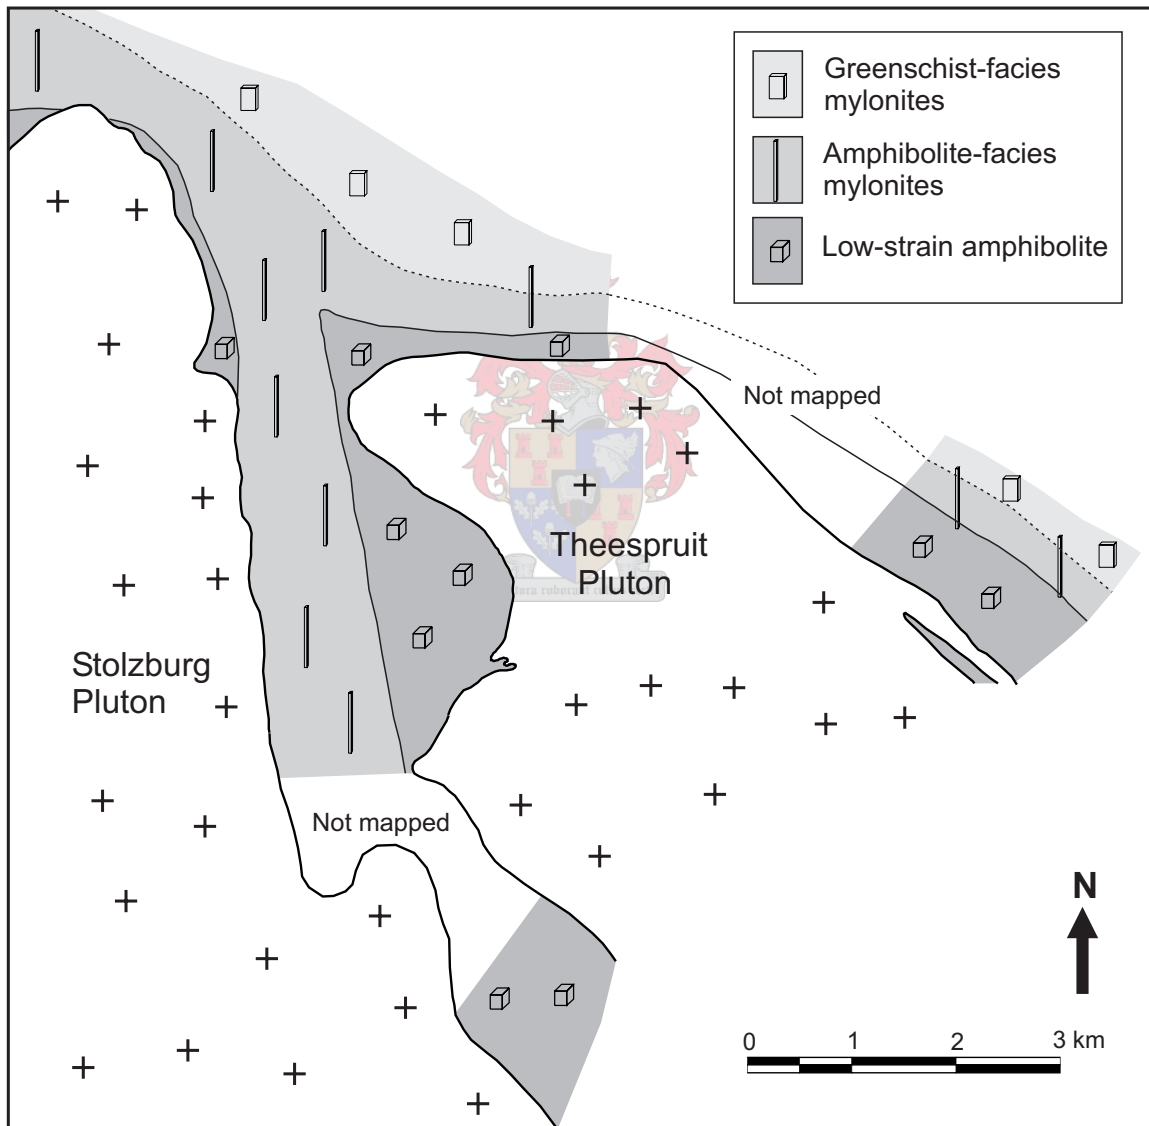 Greenschist-facies
mylonites
Amphibolite-facies
mylonites
Low-strain amphibolite
Not mapped
Theespruit
Pluton
Stolzburg
Pluton
Not mapped
N
0 1 2 3 km